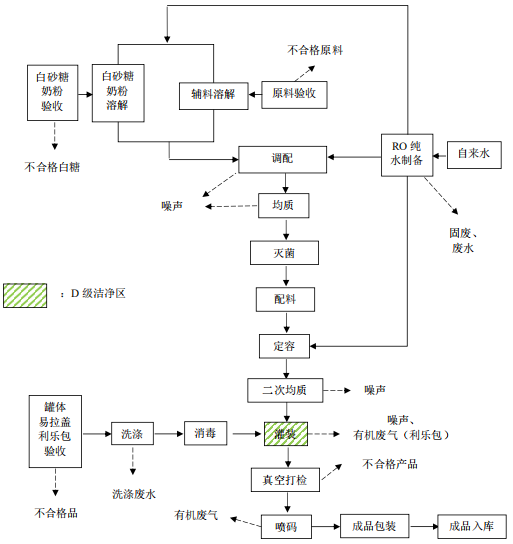 不合格原料
白砂糖
奶粉
验收
白砂糖
奶粉
溶解
辅料溶解
原料验收
不合格白糖
调配
RO 纯
水制备
自来水
噪声
均质
固废、
废水
灭菌
：D 级洁净区
配料
定容
二次均质
噪声
罐体
易拉盖
利乐包
验收
洗涤
消毒
灌装
噪声、
有机废气（利乐包）
真空打检
不合格产品
洗涤废水
不合格品
有机废气
喷码
成品包装
成品入库